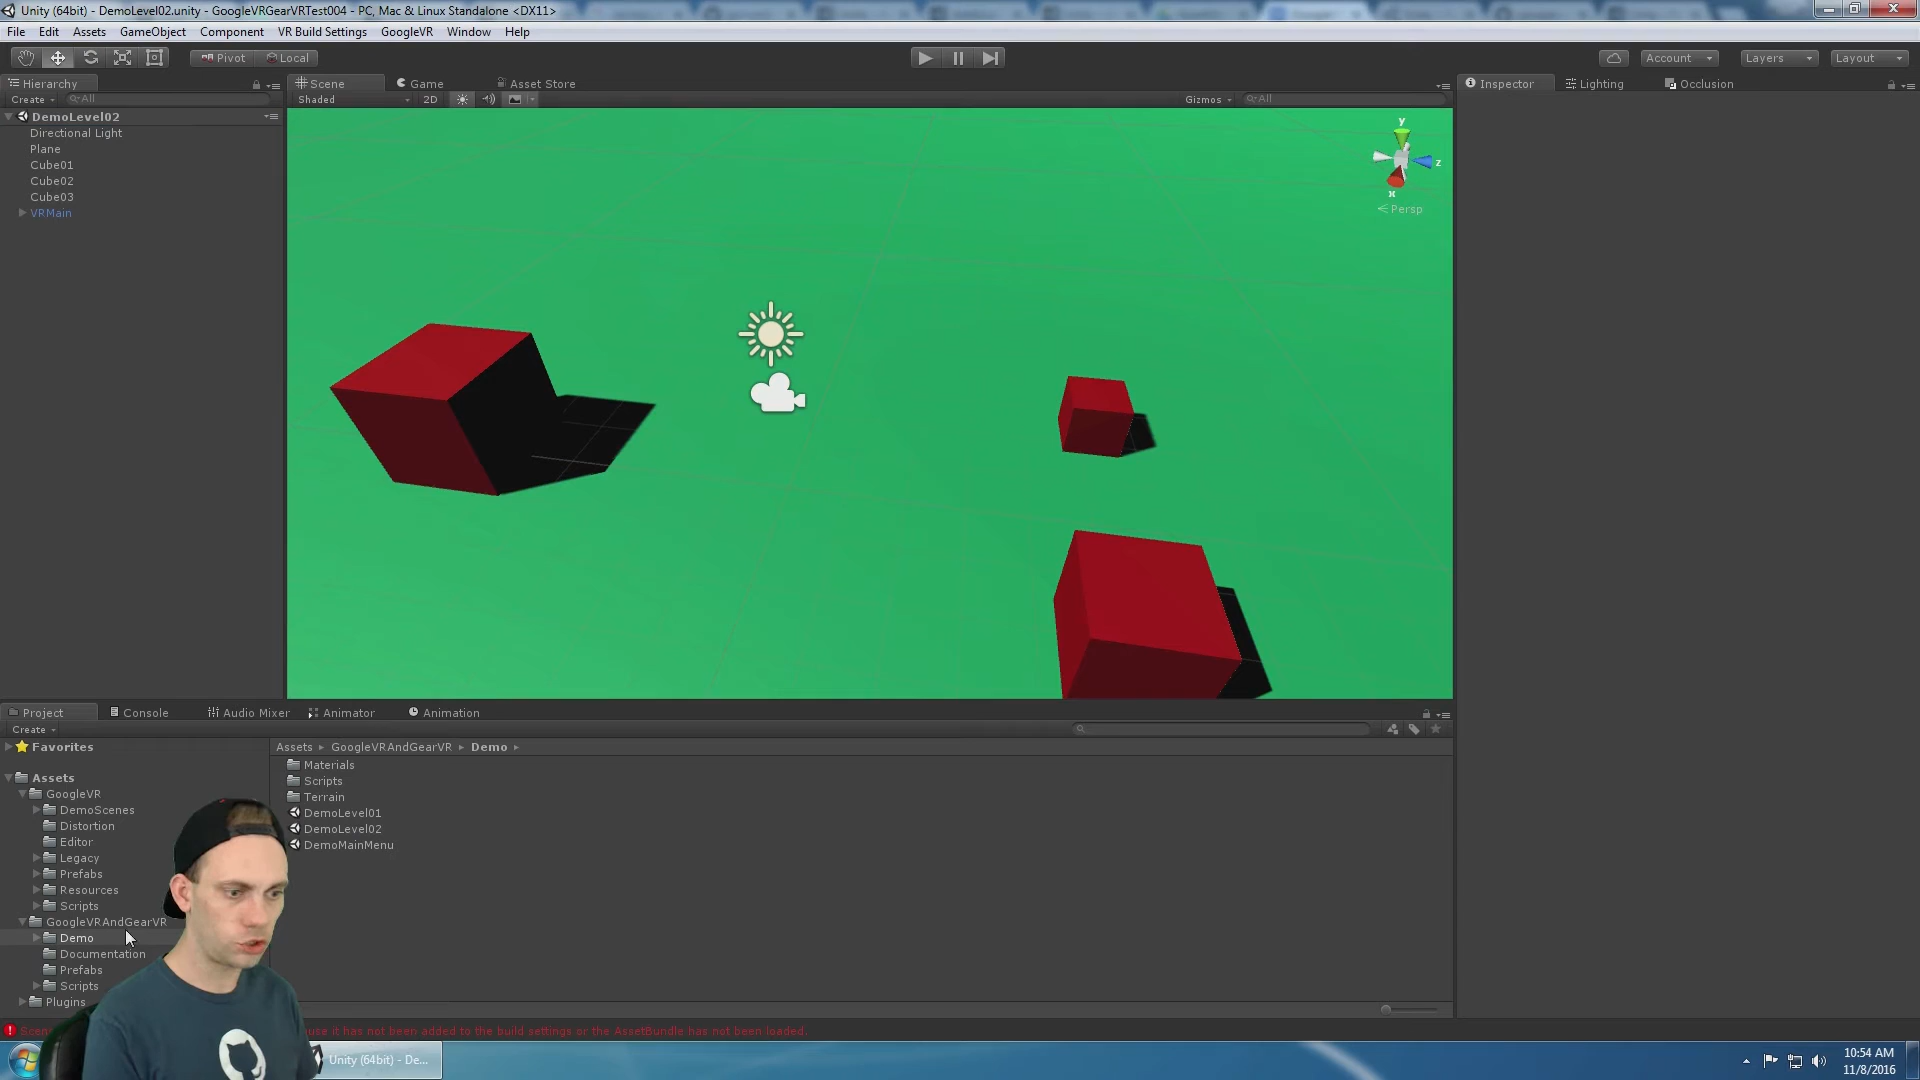 Unity (64bit) - DemoLevel02.unity - GoogleVRGearVRTest004 - PC, Mac & Linux Standalone <DX11>
File Edit Assets GameObject Component VR Build Settings GoogleVR Window Help
Pivot Local Account Layers Layout
Hierarchy Scene Game Asset Store Inspector Lighting Occlusion
Create All Shaded 2D Gizmos All
DemoLevel02
Directional Light
Plane
Cube01
Cube02
Cube03
VRMain
y
z
x
Persp
Project Console Audio Mixer Animator Animation
Create
Favorites
Assets GoogleVRAndGearVR Demo
Assets
GoogleVR
DemoScenes
Distortion
Editor
Legacy
Prefabs
Resources
Scripts
GoogleVRAndGearVR
Demo
Documentation
Prefabs
Scripts
Plugins
Materials
Scripts
Terrain
DemoLevel01
DemoLevel02
DemoMainMenu
it has not been added to the build settings or the AssetBundle has not been loaded.
Unity (64bit) - De...
10:54 AM
11/8/2016